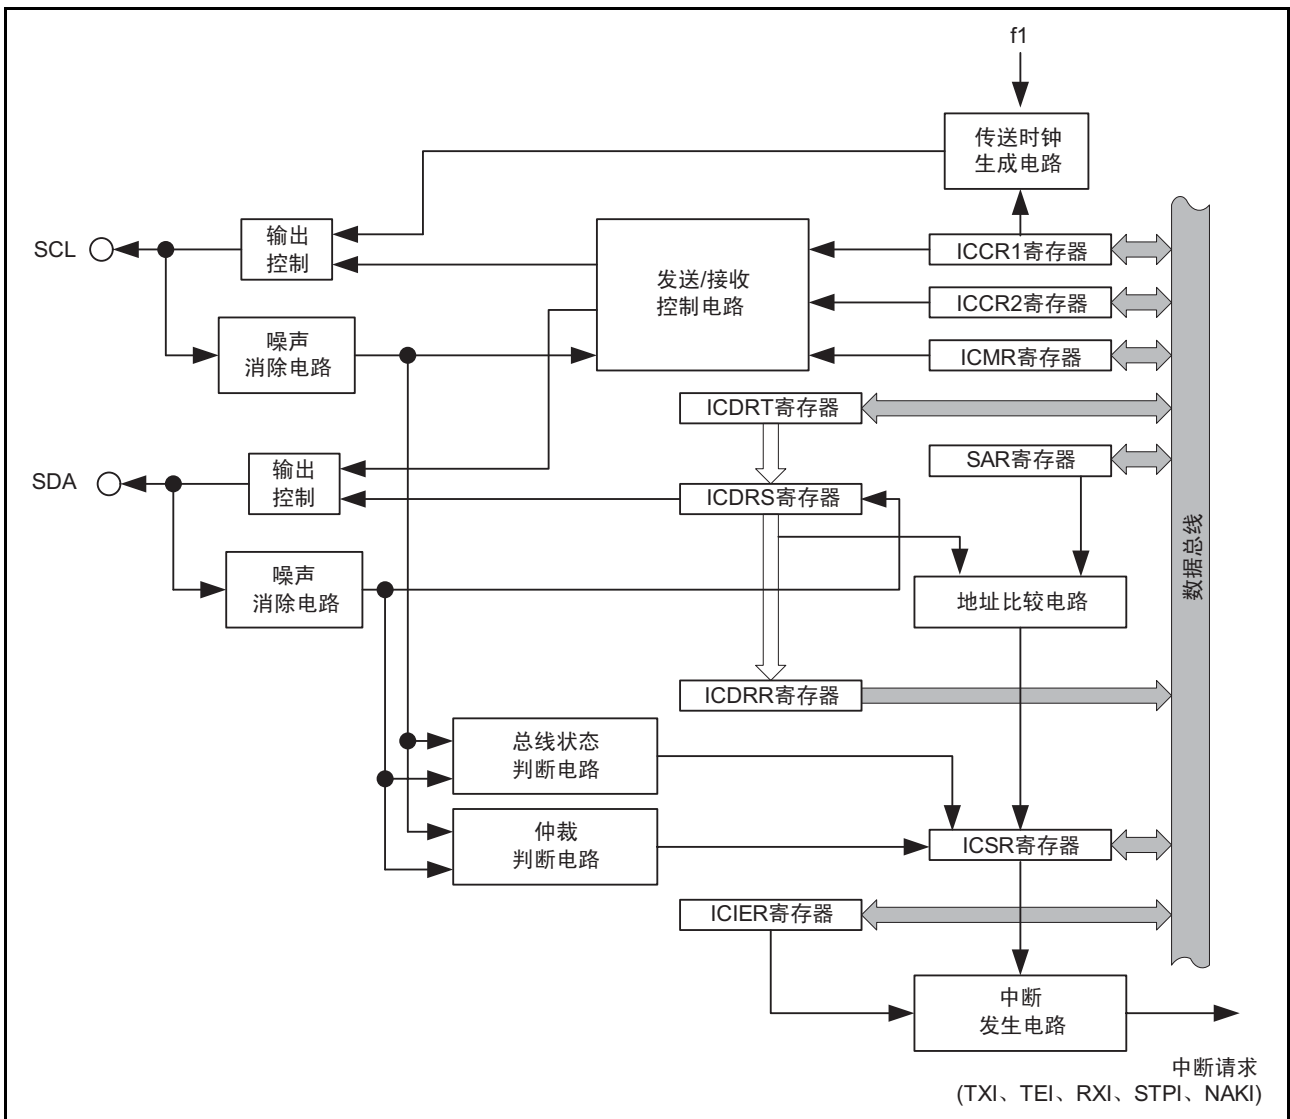 f1
传送时钟
生成电路
SCL
输出
控制
发送/接收
控制电路
ICCR1寄存器
ICCR2寄存器
噪声
消除电路
ICMR寄存器
ICDRT寄存器
SAR寄存器
SDA
输出
控制
ICDRS寄存器
数据总线
噪声
消除电路
地址比较电路
ICDRR寄存器
总线状态
判断电路
仲裁
判断电路
ICSR寄存器
ICIER寄存器
中断
发生电路
中断请求
(TXI、TEI、RXI、STPI、NAKI)